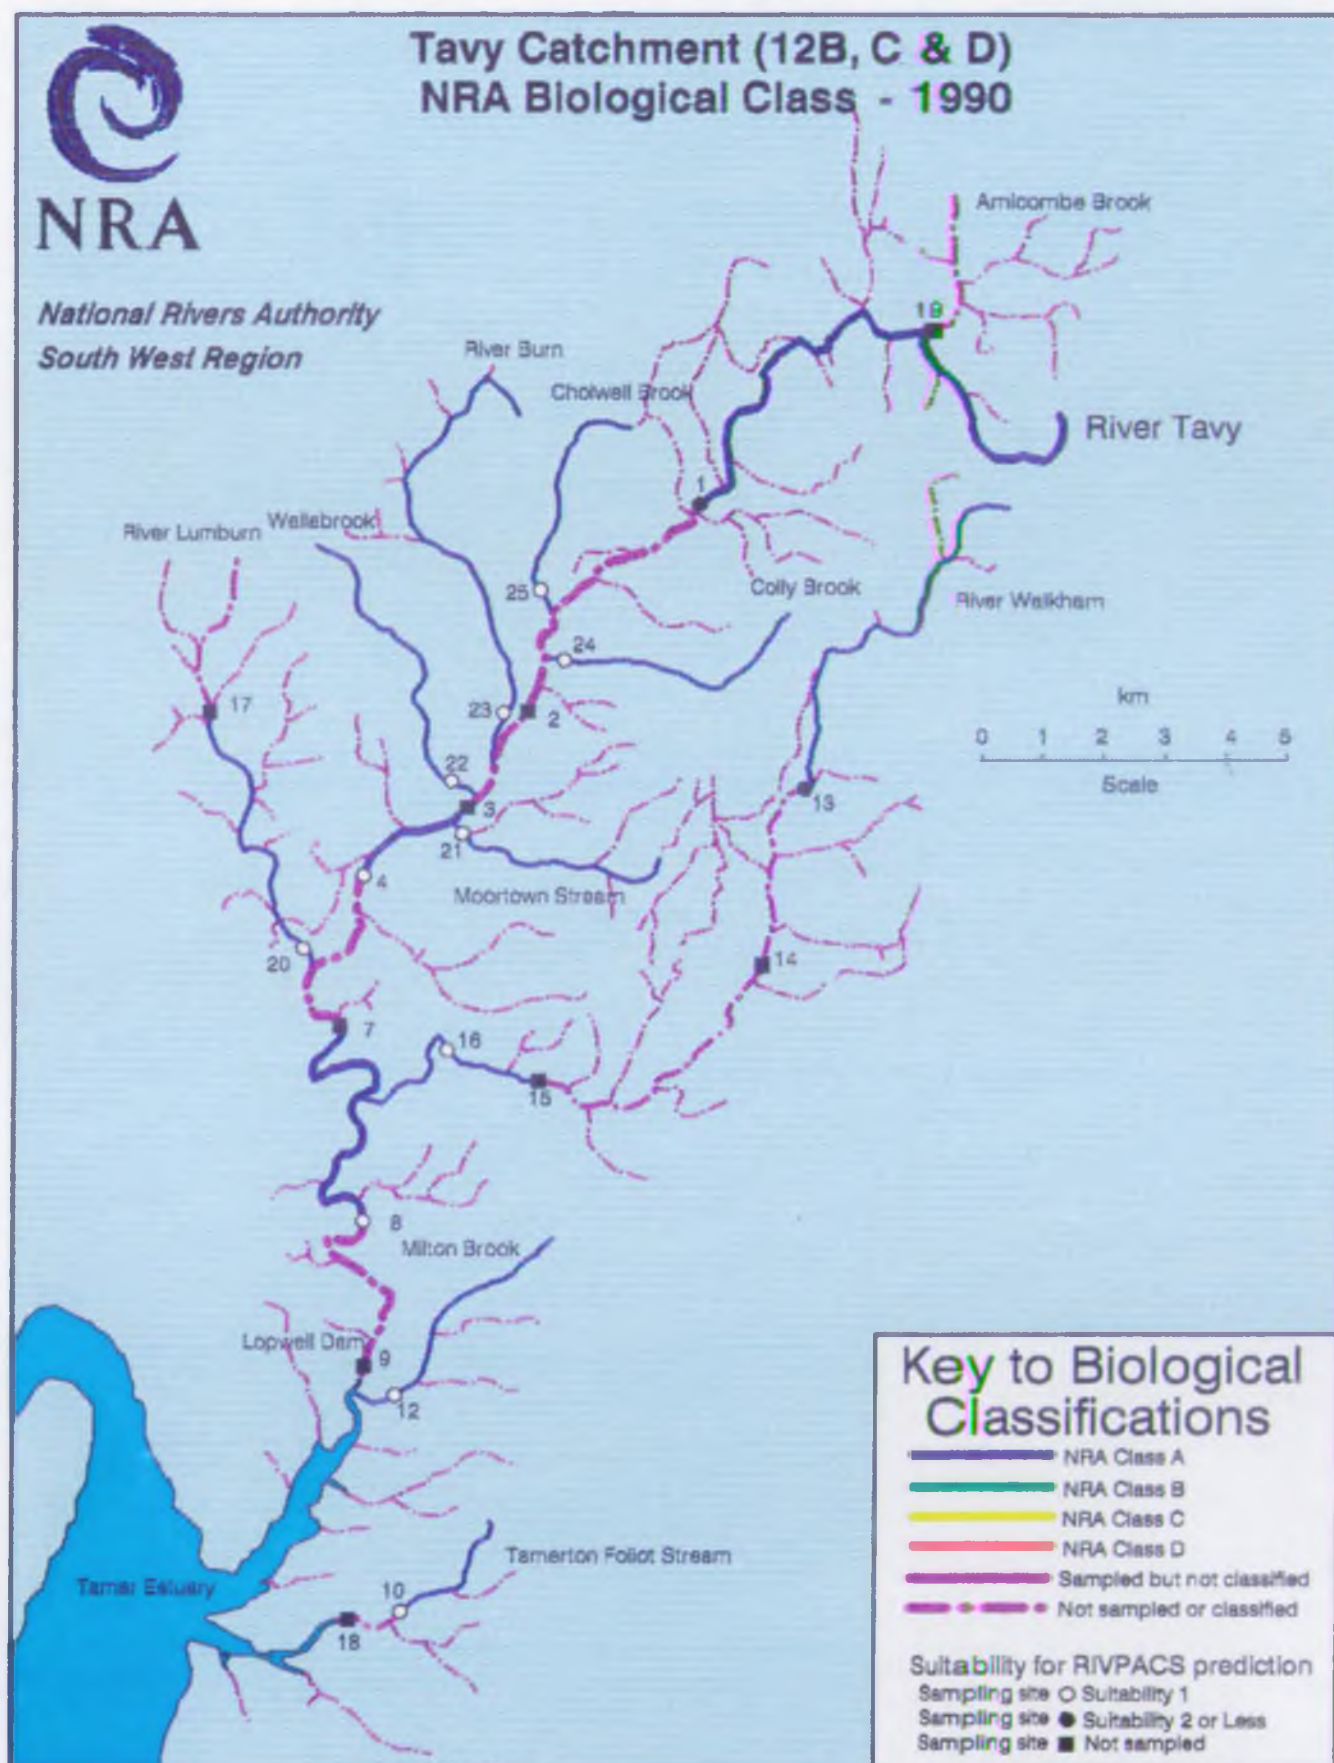 Tavy Catchment (12B, C & D)
NRA Biological Class - 1990
NRA
National Rivers Authority
South West Region
Amicombe Brook
19
River Burn
Cholwell Brook
River Tavy
1
River Lumburn
Wallabrook
25
Colly Brook
River Walkham
24
km
17
23
2
0 1 2 3 4 5
22
Scale
3
13
21
4
Moortown Stream
20
14
7
16
15
8
Milton Brook
Lopwell Dam
9
12
Key to Biological
Classifications
NRA Class A
NRA Class B
NRA Class C
NRA Class D
Sampled but not classified
Not sampled or classified
Tamerton Foliot Stream
Tamar Estuary
10
18
Suitability for RIVPACS prediction
Sampling site Suitability 1
Sampling site Suitability 2 or Less
Sampling site Not sampled